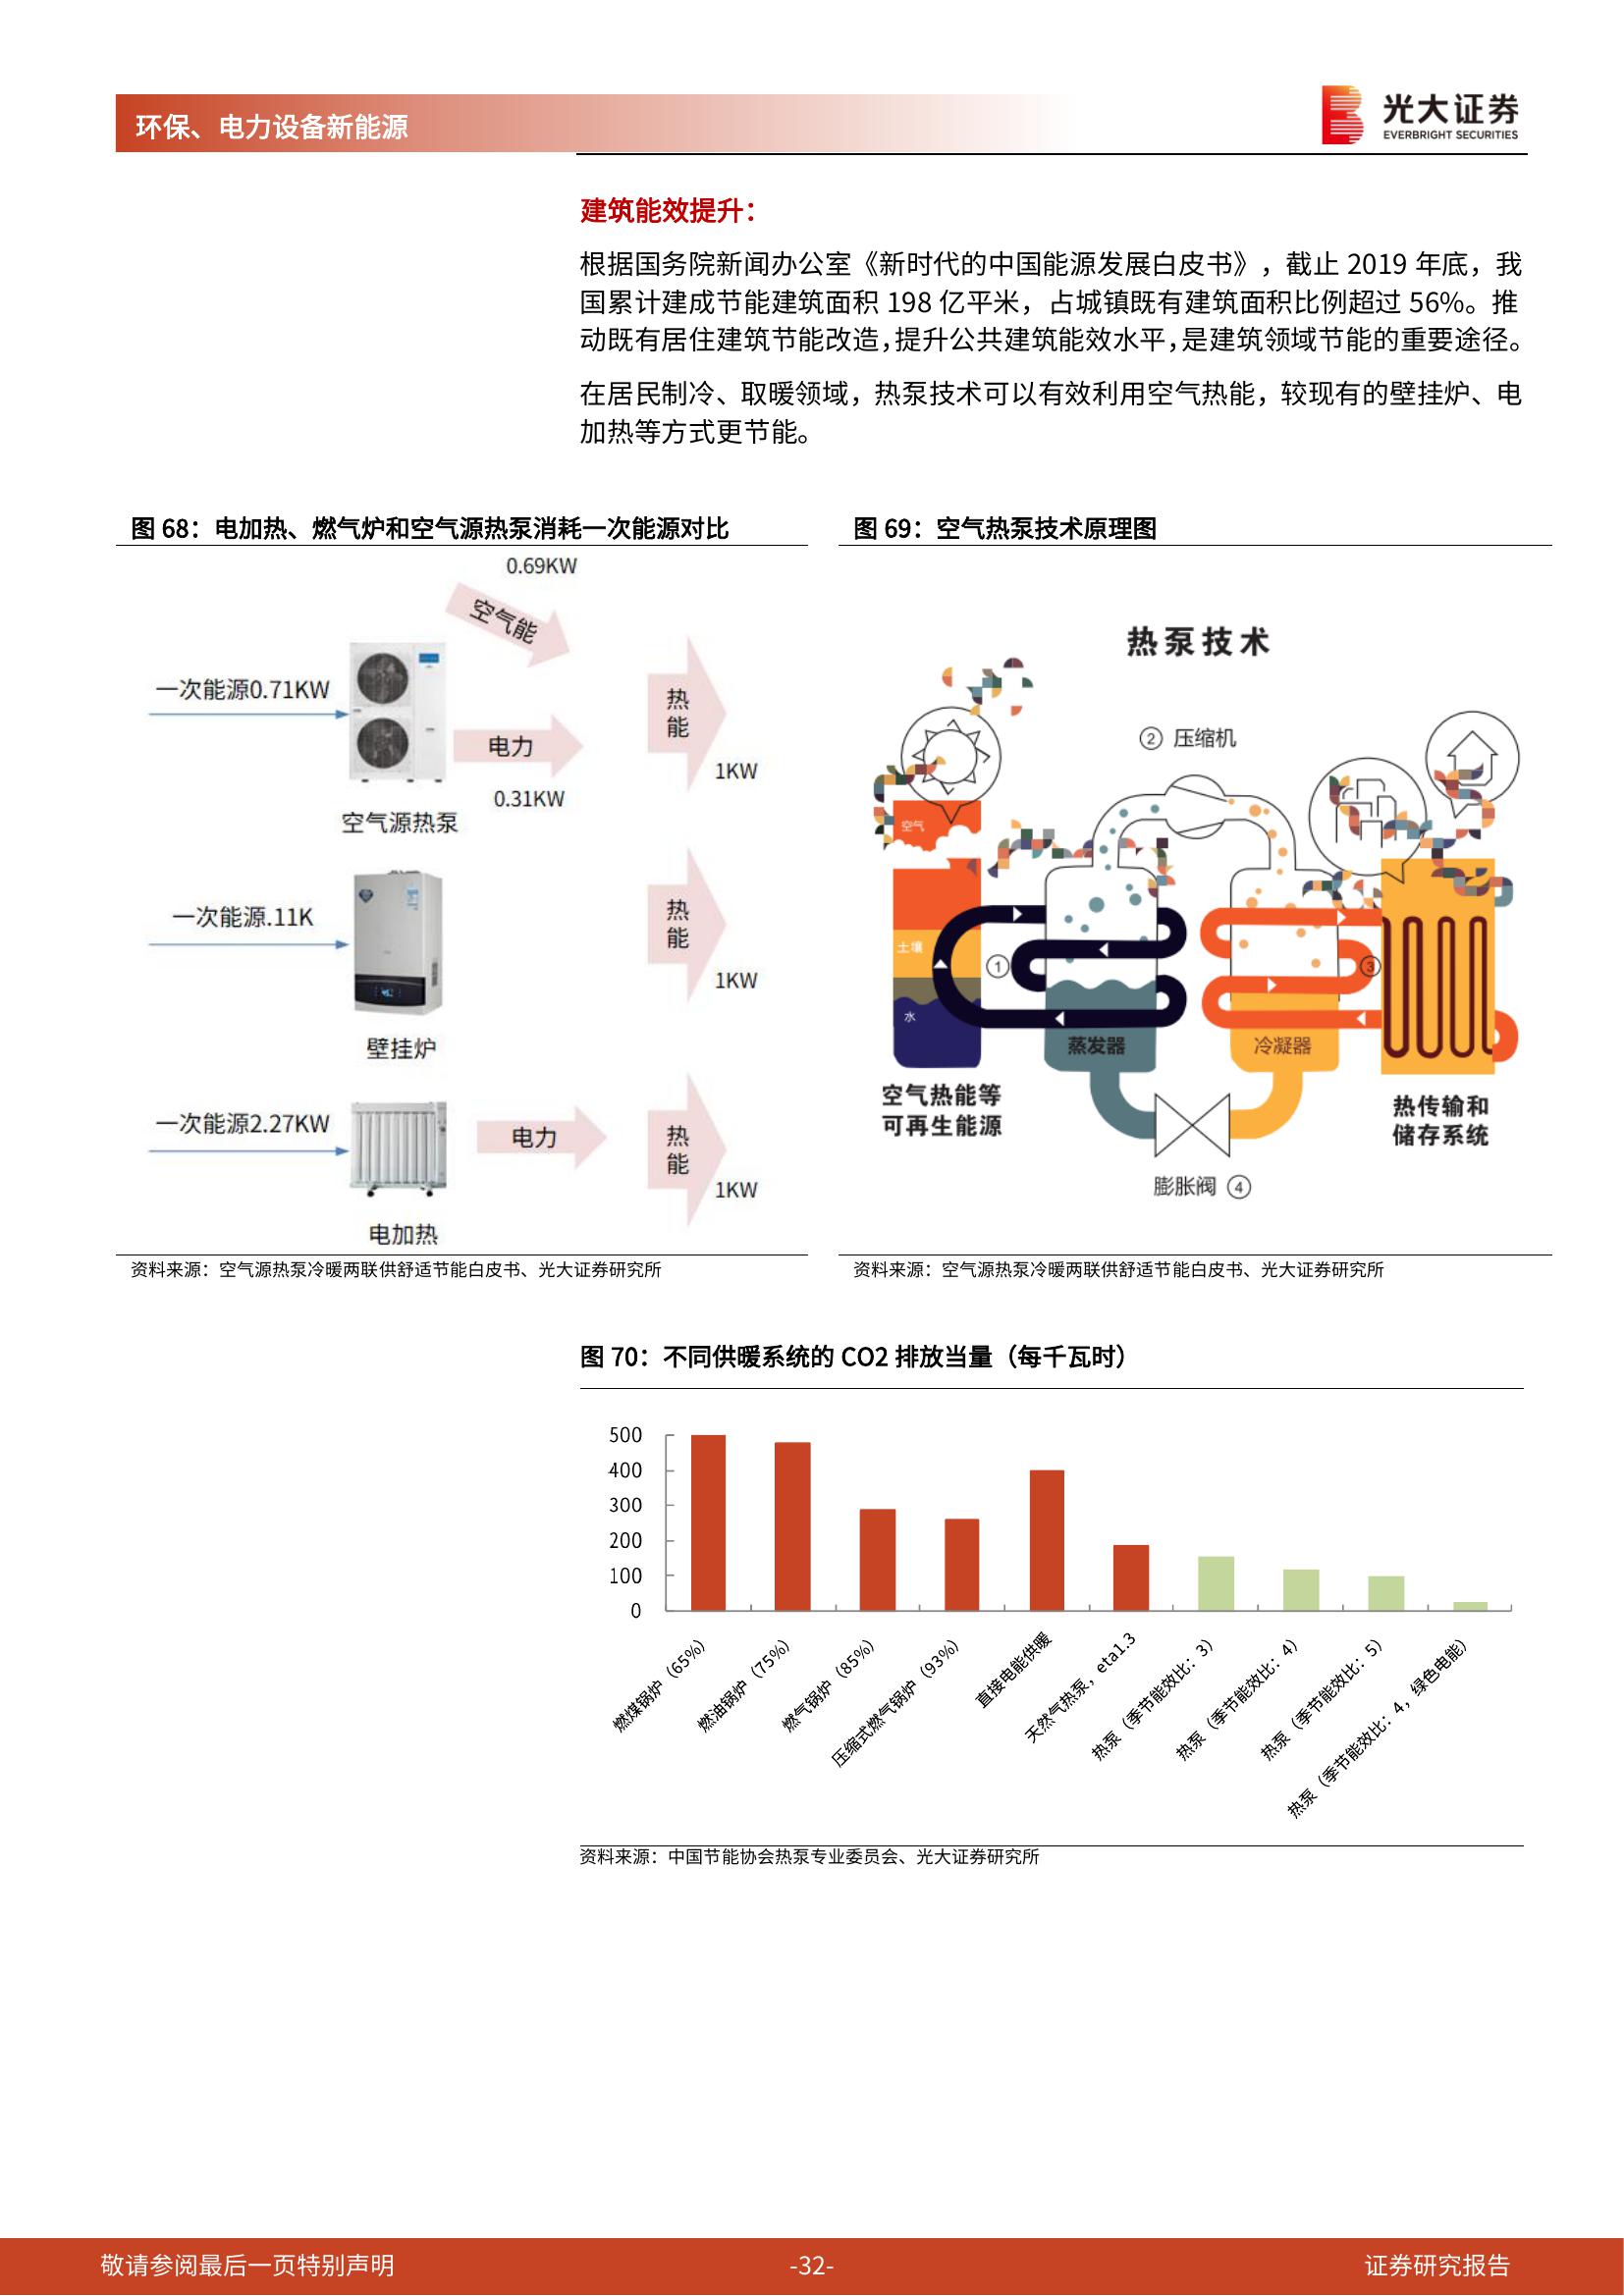 环保、电力设备新能源
光大证券
EVERBRIGHT SECURITIES
建筑能效提升：
根据国务院新闻办公室《新时代的中国能源发展白皮书》，截止 2019 年底，我
国累计建成节能建筑面积 198 亿平米，占城镇既有建筑面积比例超过 56%。推
动既有居住建筑节能改造，提升公共建筑能效水平，是建筑领域节能的重要途径。
在居民制冷、取暖领域，热泵技术可以有效利用空气热能，较现有的壁挂炉、电
加热等方式更节能。
图 68：电加热、燃气炉和空气源热泵消耗一次能源对比
0.69KW
空气能
一次能源0.71KW
热
能
电力
1KW
0.31KW
空气源热泵
一次能源.11K
热
能
1KW
壁挂炉
一次能源2.27KW
电力
热
能
1KW
电加热
资料来源：空气源热泵冷暖两联供舒适节能白皮书、光大证券研究所
图 69：空气热泵技术原理图
热泵技术
② 压缩机
空气
土壤
①
③
水
蒸发器
冷凝器
空气热能等
可再生能源
热传输和
储存系统
膨胀阀 ④
资料来源：空气源热泵冷暖两联供舒适节能白皮书、光大证券研究所
图 70：不同供暖系统的 CO2 排放当量（每千瓦时）
500
400
300
200
100
0
燃煤锅炉（65%）
燃油锅炉（75%）
燃气锅炉（85%）
压缩式燃气锅炉（93%）
直接电能供暖
天然气热泵，eta1.3
热泵（季节能效比：3）
热泵（季节能效比：4）
热泵（季节能效比：5）
热泵（季节能效比：4，绿色电能）
资料来源：中国节能协会热泵专业委员会、光大证券研究所
敬请参阅最后一页特别声明
-32-
证券研究报告